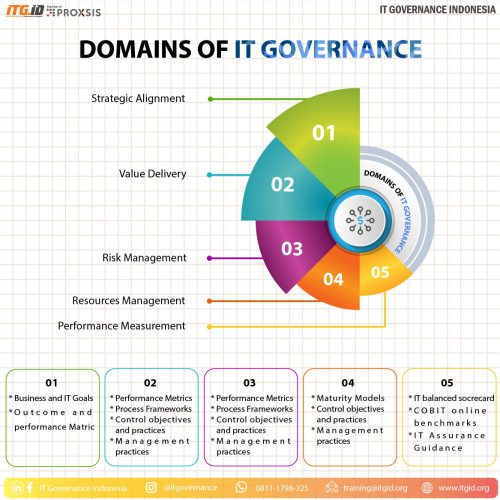 ITG.iD
PROXSIS
IT GOVERNANCE INDONESIA
DOMAINS OF IT GOVERNANCE
Strategic Alignment
Value Delivery
Risk Management
Resources Management
Performance Measurement
01
02
03
04
05
DOMAINS OF IT GOVERNANCE
01
* Business and IT Goals
* Outcome and
performance Matric
02
* Performance Metrics
* Process Frameworks
* Control objectives
and practices
* Management
practices
03
* Performance Metrics
* Process Frameworks
* Control objectives
and practices
* Management
practices
04
* Maturity Models
* Control objectives
and practices
* Management
practices
05
* IT balanced socrecard
* COBIT online
benchmarks
* IT Assurance
Guidance
IT Governance Indonesia
@itgovernance
0811-1798-325
training@itgid.org
www.itgid.org